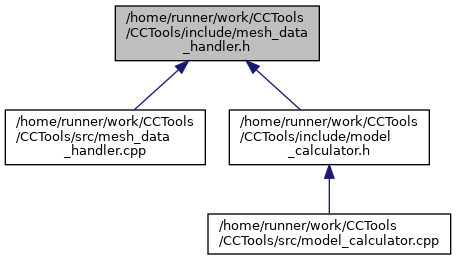 /home/runner/work/CCTools
/CCTools/include/mesh_data
_handler.h
/home/runner/work/CCTools
/CCTools/src/mesh_data
_handler.cpp
/home/runner/work/CCTools
/CCTools/include/model
_calculator.h
/home/runner/work/CCTools
/CCTools/src/model_calculator.cpp